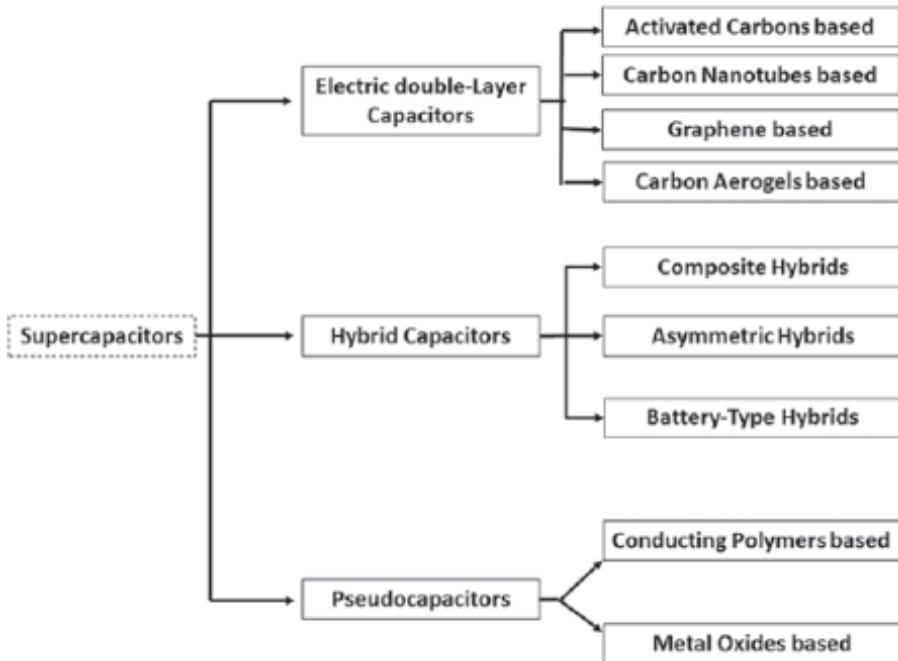 Activated Carbons based
Electric double-Layer
Capacitors
Carbon Nanotubes based
Graphene based
Carbon Aerogels based
Composite Hybrids
Supercapacitors
Hybrid Capacitors
Asymmetric Hybrids
Battery-Type Hybrids
Conducting Polymers based
Pseudocapacitors
Metal Oxides based